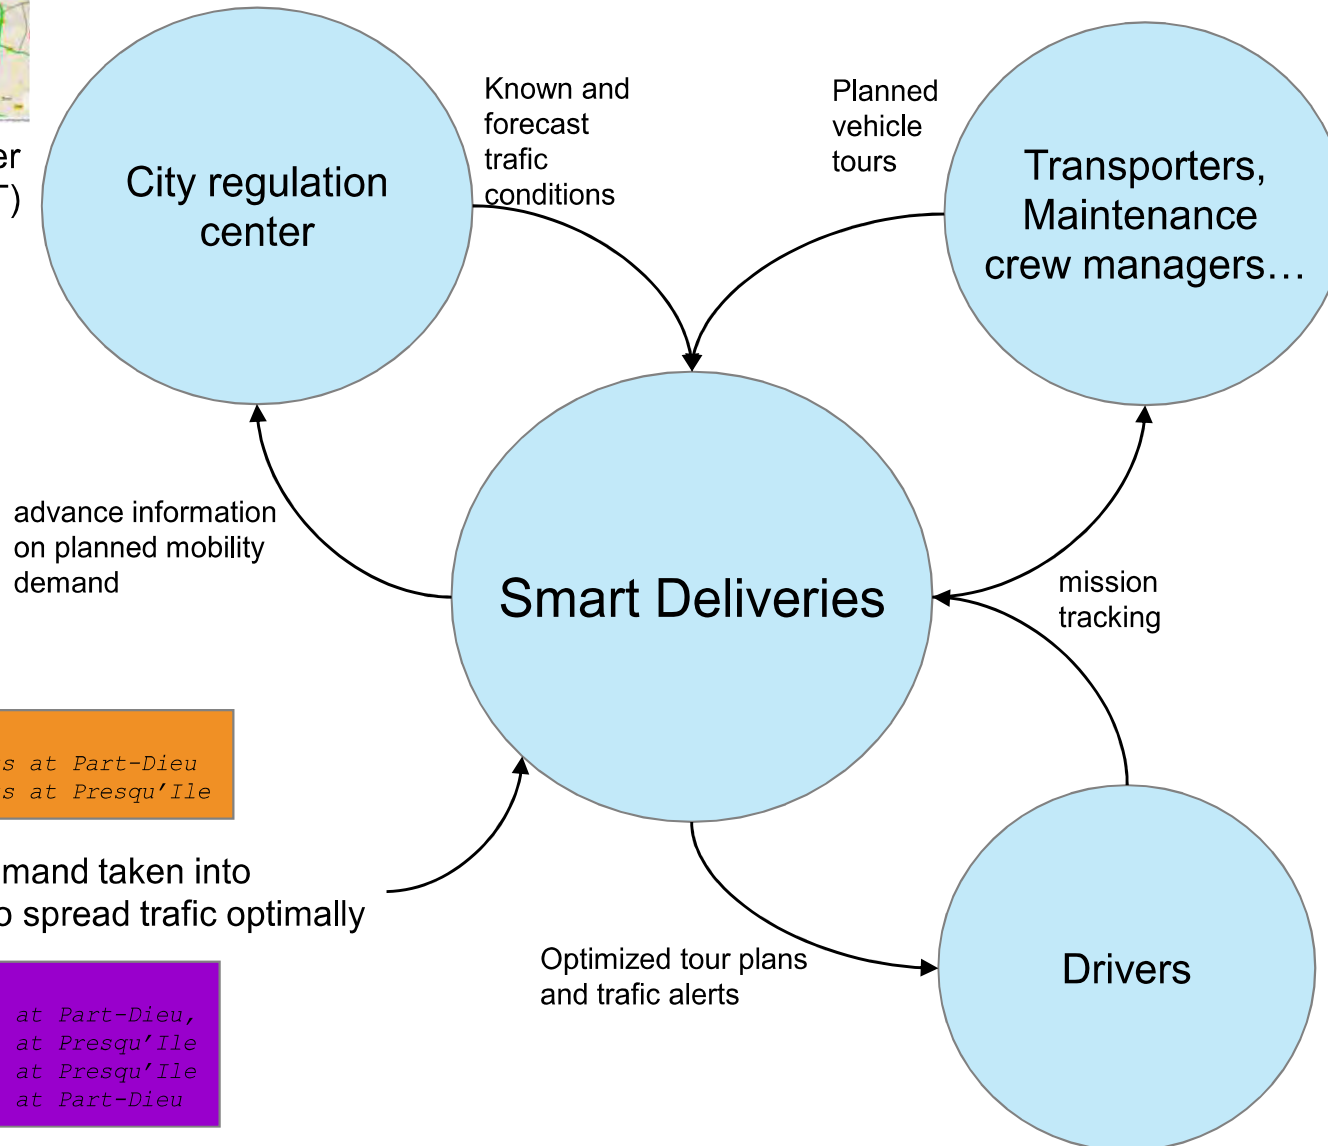 City regulation
center
Known and
forecast
trafic
conditions
Planned
vehicle
tours
Transporters,
Maintenance
crew managers…
advance information
on planned mobility
demand
Smart Deliveries
mission
tracking
at Part-Dieu
at Presqu'Ile
taken into
spread trafic optimally
Optimized tour plans
and trafic alerts
Drivers
at Part-Dieu,
at Presqu'Ile
at Presqu'Ile
at Part-Dieu